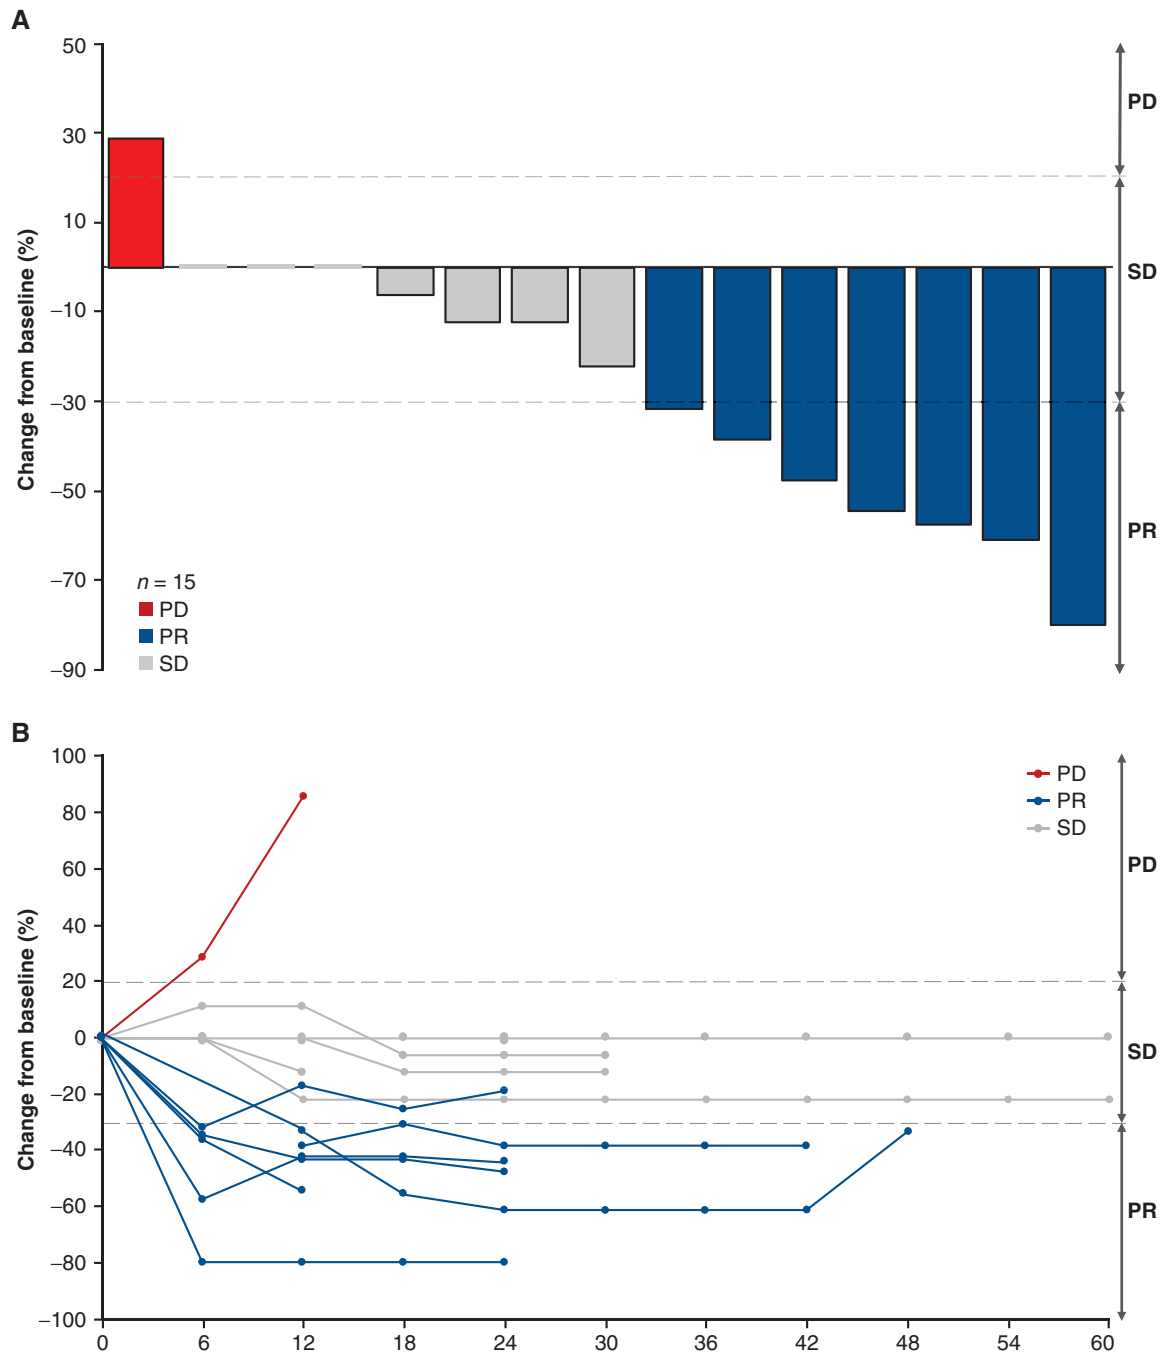 A
50
30
10
−10
−30
−50
−70
−90
Change from baseline (%)
n = 15
PD
PR
SD
PD
SD
PR
B
100
80
60
40
20
0
−20
−40
−60
−80
−100
Change from baseline (%)
PD
PR
SD
PD
SD
PR
0 6 12 18 24 30 36 42 48 54 60